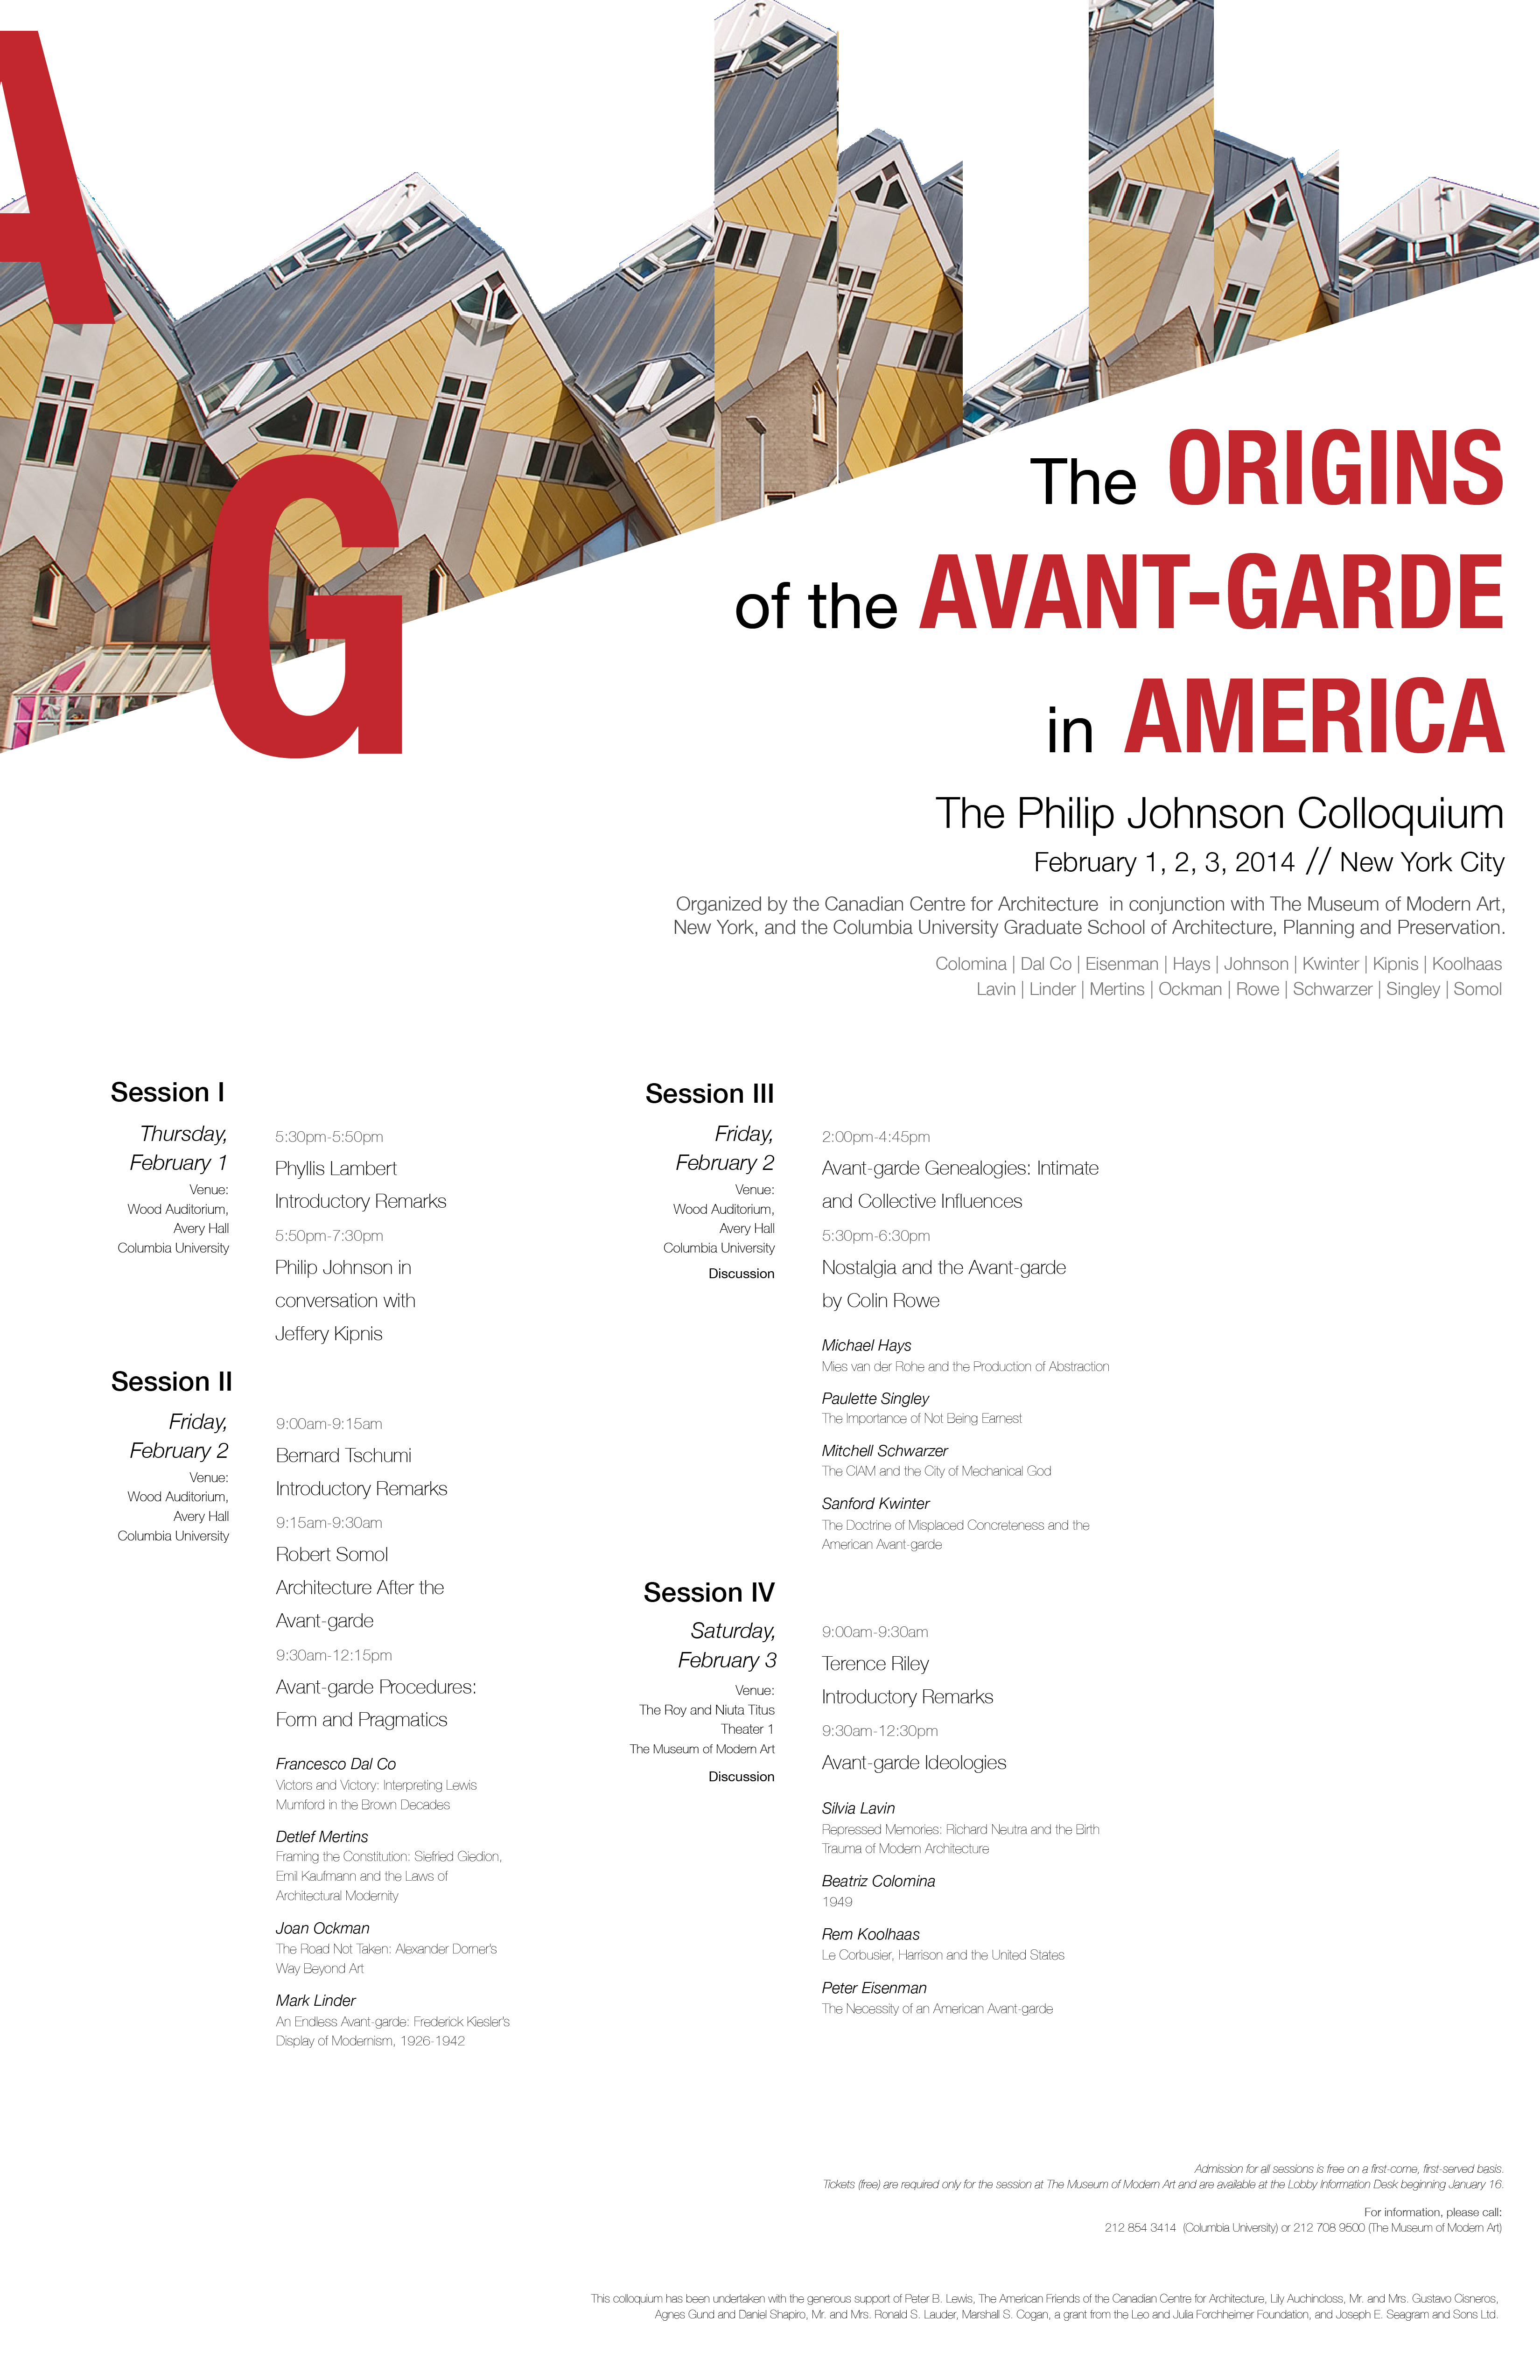 A
G
The ORIGINS
of the AVANT-GARDE
in AMERICA
The Philip Johnson Colloquium
February 1, 2, 3, 2014 // New York City
Organized by the Canadian Centre for Architecture in conjunction with The Museum of Modern Art,
New York, and the Columbia University Graduate School of Architecture, Planning and Preservation.
Colomina | Dal Co | Eisenman | Hays | Johnson | Kwinter | Kipnis | Koolhaas
Lavin | Linder | Mertins | Ockman | Rowe | Schwarzer | Singley | Somol
Session I
Thursday,
February 1
Venue:
Wood Auditorium,
Avery Hall
Columbia University
5:30pm-5:50pm
Phyllis Lambert
Introductory Remarks
5:50pm-7:30pm
Philip Johnson in
conversation with
Jeffery Kipnis
Session II
Friday,
February 2
Venue:
Wood Auditorium,
Avery Hall
Columbia University
9:00am-9:15am
Bernard Tschumi
Introductory Remarks
9:15am-9:30am
Robert Somol
Architecture After the
Avant-garde
9:30am-12:15pm
Avant-garde Procedures:
Form and Pragmatics
Francesco Dal Co
Victors and Victory: Interpreting Lewis
Mumford in the Brown Decades
Detlef Mertins
Framing the Constitution: Siefried Giedion,
Emil Kaufmann and the Laws of
Architectural Modernity
Joan Ockman
The Road Not Taken: Alexander Dorner's
Way Beyond Art
Mark Linder
An Endless Avant-garde: Frederick Kiesler's
Display of Modernism, 1926-1942
Session III
Friday,
February 2
Venue:
Wood Auditorium,
Avery Hall
Columbia University
Discussion
2:00pm-4:45pm
Avant-garde Genealogies: Intimate
and Collective Influences
5:30pm-6:30pm
Nostalgia and the Avant-garde
by Colin Rowe
Michael Hays
Mies van der Rohe and the Production of Abstraction
Paulette Singley
The Importance of Not Being Earnest
Mitchell Schwarzer
The CIAM and the City of Mechanical God
Sanford Kwinter
The Doctrine of Misplaced Concreteness and the
American Avant-garde
Session IV
Saturday,
February 3
Venue:
The Roy and Niuta Titus
Theater 1
The Museum of Modern Art
Discussion
9:00am-9:30am
Terence Riley
Introductory Remarks
9:30am-12:30pm
Avant-garde Ideologies
Silvia Lavin
Repressed Memories: Richard Neutra and the Birth
Trauma of Modern Architecture
Beatriz Colomina
1949
Rem Koolhaas
Le Corbusier, Harrison and the United States
Peter Eisenman
The Necessity of an American Avant-garde
Admission for all sessions is free on a first-come, first-served basis.
Tickets (free) are required only for the session at The Museum of Modern Art and are available at the Lobby Information Desk beginning January 16.
For information, please call:
212 854 3414 (Columbia University) or 212 708 9500 (The Museum of Modern Art)
This colloquium has been undertaken with the generous support of Peter B. Lewis, The American Friends of the Canadian Centre for Architecture, Lily Auchincloss, Mr. and Mrs. Gustavo Cisneros,
Agnes Gund and Daniel Shapiro, Mr. and Mrs. Ronald S. Lauder, Marshall S. Cogan, a grant from the Leo and Julia Forchheimer Foundation, and Joseph E. Seagram and Sons Ltd.